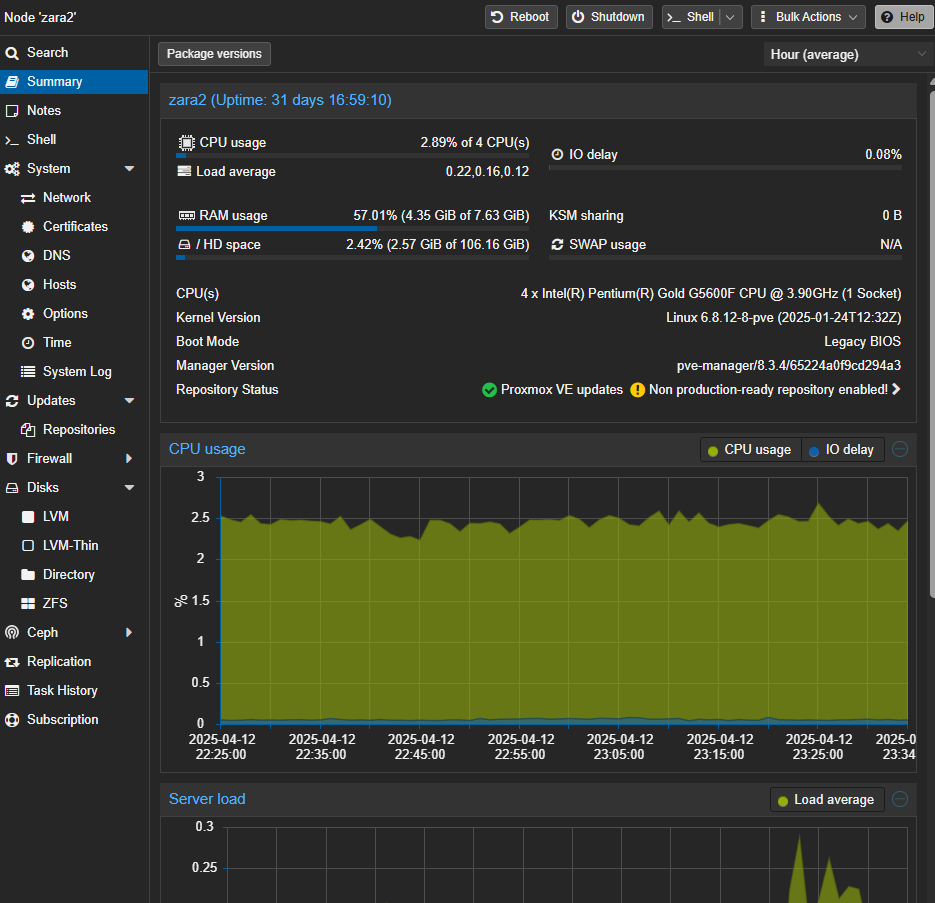 Node 'zara2'
Reboot
Shutdown
Shell
Bulk Actions
Help
Search
Summary
Notes
Shell
System
Network
Certificates
DNS
Hosts
Options
Time
System Log
Updates
Repositories
Firewall
Disks
LVM
LVM-Thin
Directory
ZFS
Ceph
Replication
Task History
Subscription
Package versions
Hour (average)
zara2 (Uptime: 31 days 16:59:10)
CPU usage 2.89% of 4 CPU(s)
IO delay 0.08%
Load average 0.22,0.16,0.12
RAM usage 57.01% (4.35 GiB of 7.63 GiB)
KSM sharing 0 B
/ HD space 2.42% (2.57 GiB of 106.16 GiB)
SWAP usage N/A
CPU(s) 4 x Intel(R) Pentium(R) Gold G5600F CPU @ 3.90GHz (1 Socket)
Kernel Version Linux 6.8.12-8-pve (2025-01-24T12:32Z)
Boot Mode Legacy BIOS
Manager Version pve-manager/8.3.4/65224a0f9cd294a3
Repository Status Proxmox VE updates Non production-ready repository enabled!
CPU usage
CPU usage IO delay
3
2.5
2
% 1.5
1
0.5
0
2025-04-12 2025-04-12 2025-04-12 2025-04-12 2025-04-12 2025-04-12 2025-04-12 2025-0
22:25:00 22:35:00 22:45:00 22:55:00 23:05:00 23:15:00 23:25:00 23:34
Server load
Load average
0.3
0.25